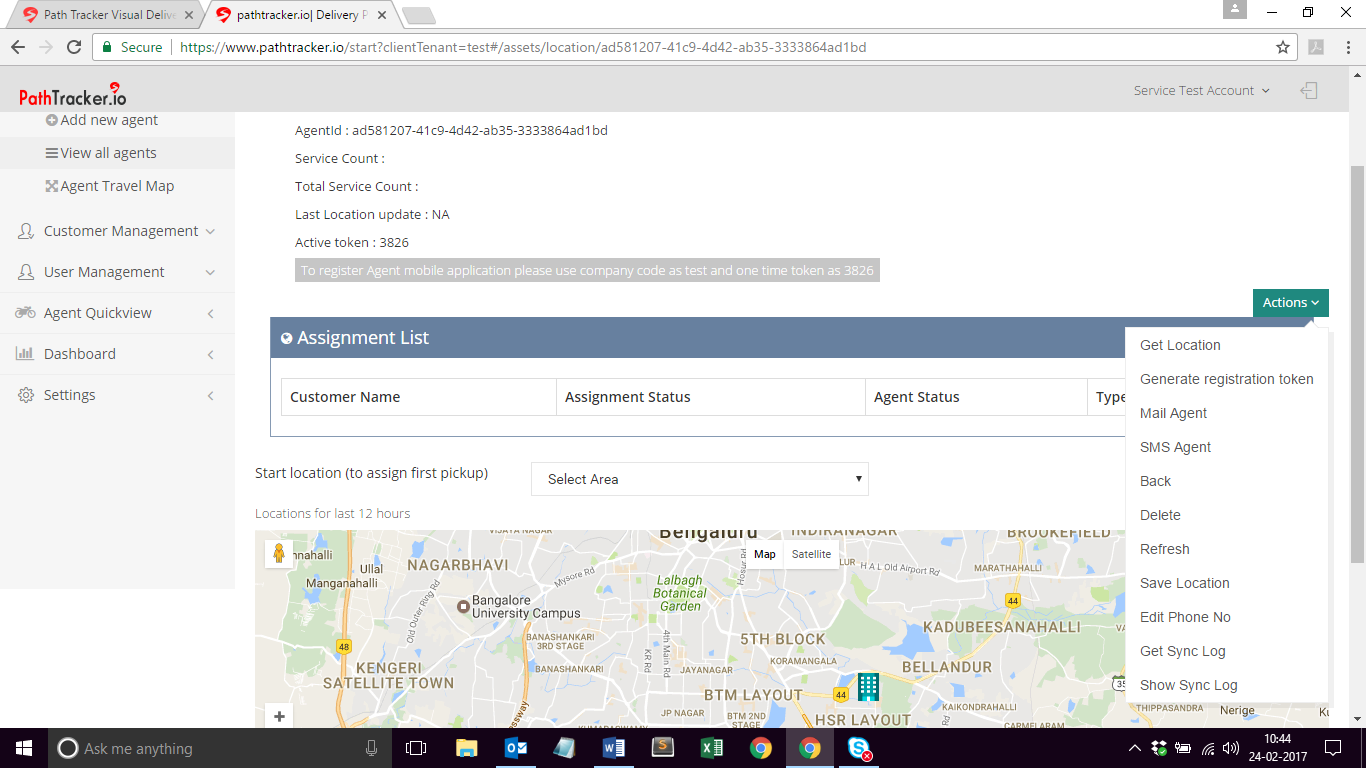 Path Tracker Visual Delive
pathtracker.io| Delivery P
Secure
https://www.pathtracker.io/start?clientTenant=test#/assets/location/ad581207-41c9-4d42-ab35-3333864ad1bd
PathTracker.io
Service Test Account
Add new agent
View all agents
Agent Travel Map
Customer Management
User Management
Agent Quickview
Dashboard
Settings
AgentId : ad581207-41c9-4d42-ab35-3333864ad1bd
Service Count :
Total Service Count :
Last Location update : NA
Active token : 3826
To register Agent mobile application please use company code as test and one time token as 3826
Actions
Get Location
Generate registration token
Mail Agent
SMS Agent
Back
Delete
Refresh
Save Location
Edit Phone No
Get Sync Log
Show Sync Log
Assignment List
Customer Name
Assignment Status
Agent Status
Type
Start location (to assign first pickup)
Select Area
Locations for last 12 hours
VIJAYA NAGAR
Bengaluru
INDIRANAGAR
BROOKEFIELD
Map
Satellite
nnahalli
Ullal
Manganahalli
NAGARBHAVI
Mysore Rd
Hosur Rd
LUR
H A L Old Airport Rd
MARATHAHALLI
Lalbagh
Botanical
Garden
Bangalore
University Campus
Outer Ring Rd
44
48
BANASHANKARI
3RD STAGE
4th Main Rd
KR Rd
5TH BLOCK
KADUBEESANAHALLI
KORAMANGALA
KENGERI
SATELLITE TOWN
BANASHANKARI
JAYANAGAR
BELLANDUR
BTM LAYOUT
44
35
JP NAGAR
BTM 2ND
STAGE
HSR LAYOUT
KAIKONDRAHALLI
CARMELARAM
THIPPASANDRA
Nerige
Ku
Ask me anything
10:44
24-02-2017